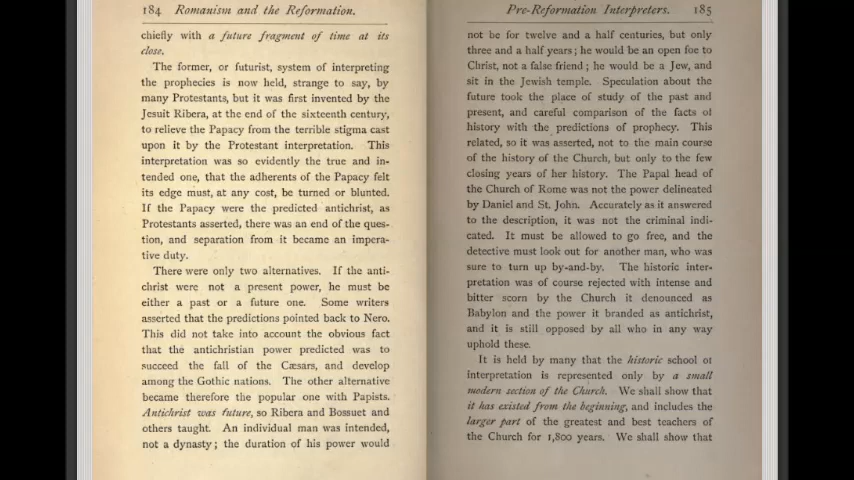 184 Romanism and the Reformation.
chiefly with a future fragment of time at its
close.
The former, or futurist, system of interpreting
the prophecies is now held, strange to say, by
many Protestants, but it was first invented by the
Jesuit Ribera, at the end of the sixteenth century,
to relieve the Papacy from the terrible stigma cast
upon it by the Protestant interpretation. This
interpretation was so evidently the true and in-
tended one, that the adherents of the Papacy felt
its edge must, at any cost, be turned or blunted.
If the Papacy were the predicted antichrist, as
Protestants asserted, there was an end of the ques-
tion, and separation from it became an impera-
tive duty.
There were only two alternatives. If the anti-
christ were not a present power, he must be
either a past or a future one. Some writers
asserted that the predictions pointed back to Nero.
This did not take into account the obvious fact
that the antichristian power predicted was to
succeed the fall of the Cæsars, and develop
among the Gothic nations. The other alternative
became therefore the popular one with Papists.
Antichrist was future, so Ribera and Bossuet and
others taught. An individual man was intended,
not a dynasty; the duration of his power would
Pre-Reformation Interpreters. 185
not be for twelve and a half centuries, but only
three and a half years; he would be an open foe to
Christ, not a false friend; he would be a Jew, and
sit in the Jewish temple. Speculation about the
future took the place of study of the past and
present, and careful comparison of the facts of
history with the predictions of prophecy. This
related, so it was asserted, not to the main course
of the history of the Church, but only to the few
closing years of her history. The Papal head of
the Church of Rome was not the power delineated
by Daniel and St. John. Accurately as it answered
to the description, it was not the criminal indi-
cated. It must be allowed to go free, and the
detective must look out for another man, who was
sure to turn up by-and-by. The historic inter-
pretation was of course rejected with intense and
bitter scorn by the Church it denounced as
Babylon and the power it branded as antichrist,
and it is still opposed by all who in any way
uphold these.
It is held by many that the historic school of
interpretation is represented only by a small
modern section of the Church. We shall show that
it has existed from the beginning, and includes the
larger part of the greatest and best teachers of
the Church for 1,800 years. We shall show that